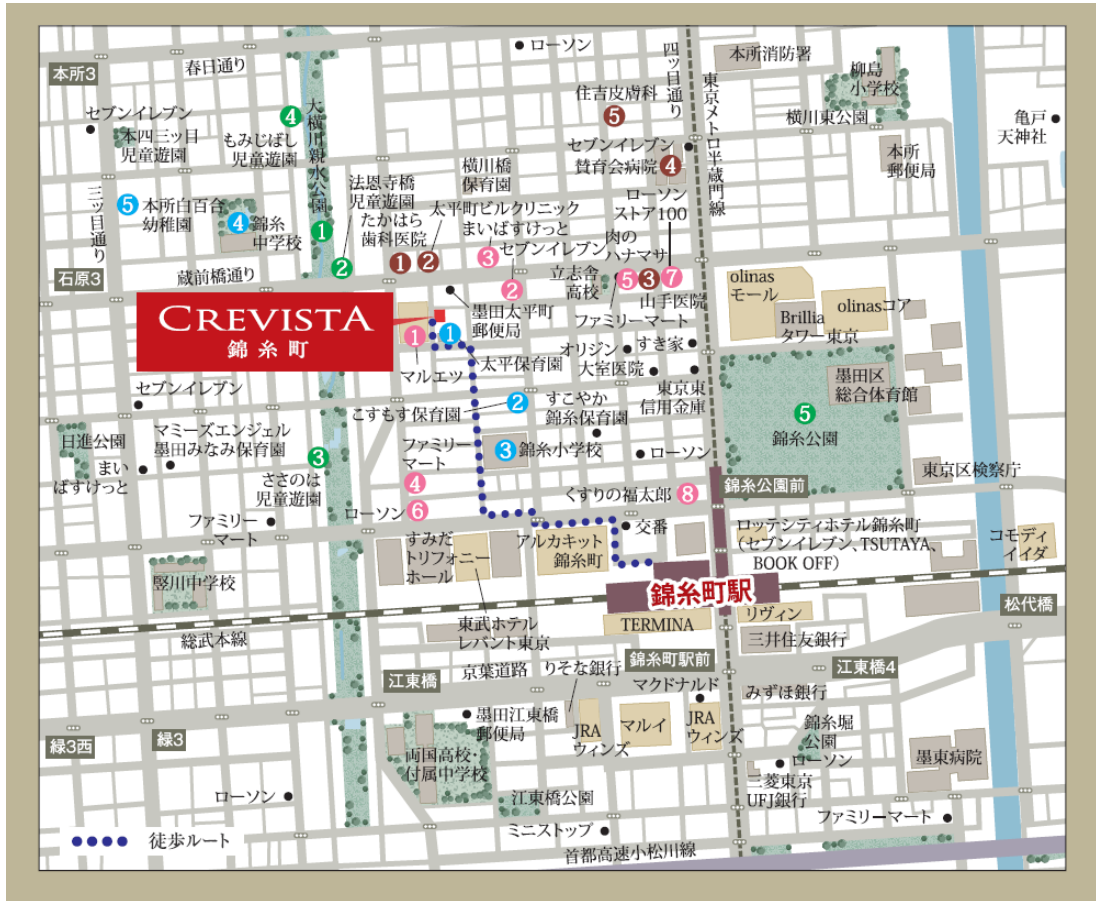 ローソン
本所3
春日通り
四ツ目通り
本所消防署
東京メトロ半蔵門線
柳島
小学校
横川東公園
セブンイレブン
本四三ツ目
児童遊園
もみじばし
児童遊園
4
大横川親水公園
住吉皮膚科
5
セブンイレブン
賛育会病院
4
亀戸
天神社
本所
郵便局
三ツ目通り
5
本所白百合
幼稚園
4
錦糸
中学校
1
法恩寺橋
児童遊園
2
たかはら
歯科医院
1
横川橋
保育園
太平町ビルクリニック
2
まいばすけっと
3
セブンイレブン
2
ローソン
ストア100
肉の
ハナマサ
立志舎
高校
5
3
7
山手医院
ファミリーマート
石原3
蔵前橋通り
CREVISTA
錦糸町
墨田太平町
郵便局
1
1
太平保育園
マルエツ
オリジン
すき家
大室医院
東京東
信用金庫
olinas
モール
olinasコア
Brillia
タワー東京
墨田区
総合体育館
5
錦糸公園
セブンイレブン
こすもす保育園
2
すこやか
錦糸保育園
日進公園
マミーズエンジェル
墨田みなみ保育園
まい
ばすけっと
3
ささのは
児童遊園
ファミリー
マート
4
3
錦糸小学校
ローソン
東京区検察庁
錦糸公園前
ローソン
6
くすりの福太郎
8
ファミリー
マート
交番
すみだ
トリフォニー
ホール
アルカキット
錦糸町
ロッテシティホテル錦糸町
(セブンイレブン、TSUTAYA、
BOOK OFF)
コモディ
イイダ
竪川中学校
錦糸町駅
松代橋
総武本線
東武ホテル
レバント東京
TERMINA
リヴィン
三井住友銀行
錦糸町駅前
江東橋4
江東橋
京葉道路
りそな銀行
マクドナルド
みずほ銀行
緑3西
緑3
墨田江東橋
郵便局
JRA
ウィンズ
マルイ
JRA
ウィンズ
錦糸堀
公園
両国高校・
付属中学校
ローソン
墨東病院
三菱東京
UFJ銀行
ローソン
江東橋公園
ファミリーマート
ミニストップ
徒歩ルート
首都高速小松川線